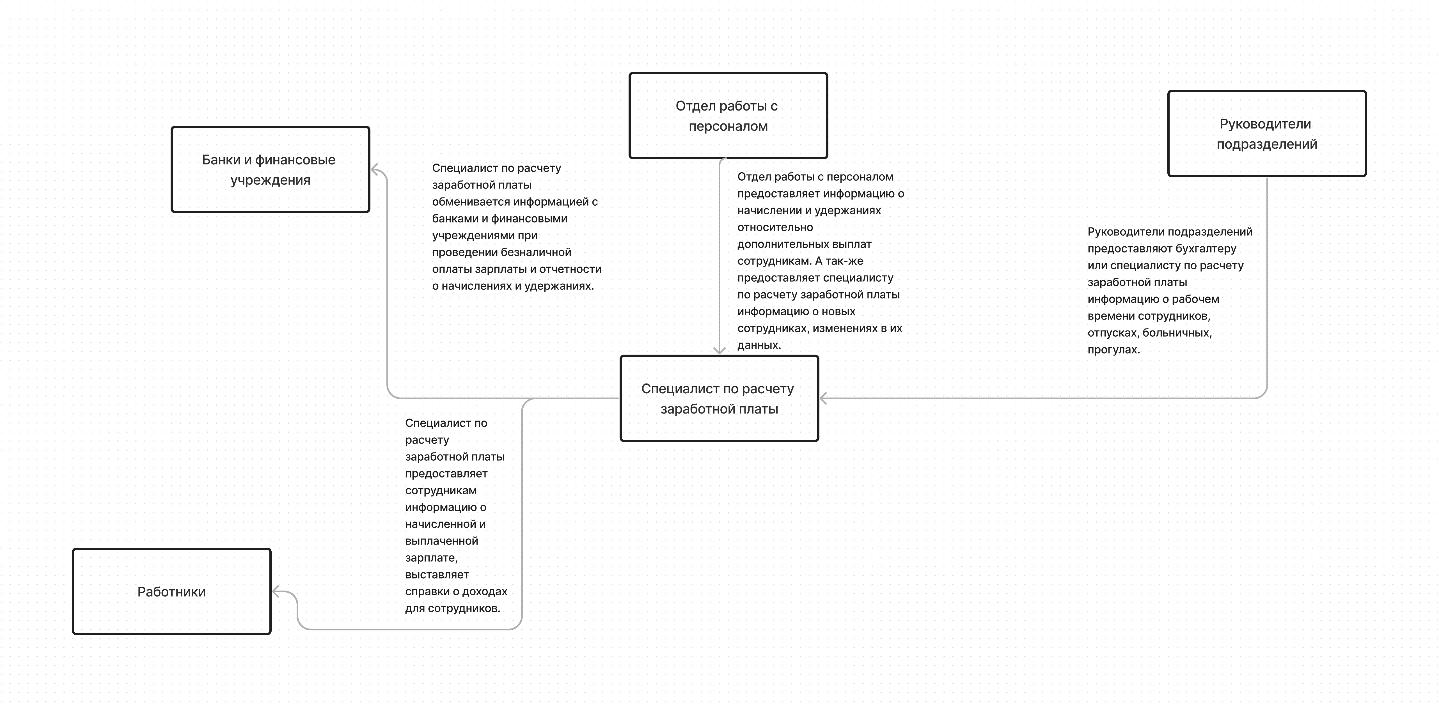 Отдел работы с
персоналом
Руководители
подразделений
Банки и финансовые
учреждения
Специалист по расчету
заработной платы
обменивается информацией с
банками и финансовыми
учреждениями при
проведении безналичной
оплаты зарплаты и отчетности
о начислениях и удержаниях.
Отдел работы с персоналом
предоставляет информацию о
начислении и удержаниях
относительно
дополнительных выплат
сотрудникам. А так-же
предоставляет специалисту
по расчету заработной платы
информацию о новых
сотрудниках, изменениях в их
данных.
Руководители подразделений
предоставляют бухгалтеру
или специалисту по расчету
заработной платы
информацию о рабочем
времени сотрудников,
отпусках, больничных,
прогулах.
Специалист по расчету
заработной платы
Специалист по
расчету
заработной платы
предоставляет
сотрудникам
информацию о
начисленной и
выплаченной
зарплате,
выставляет
справки о доходах
для сотрудников.
Работники